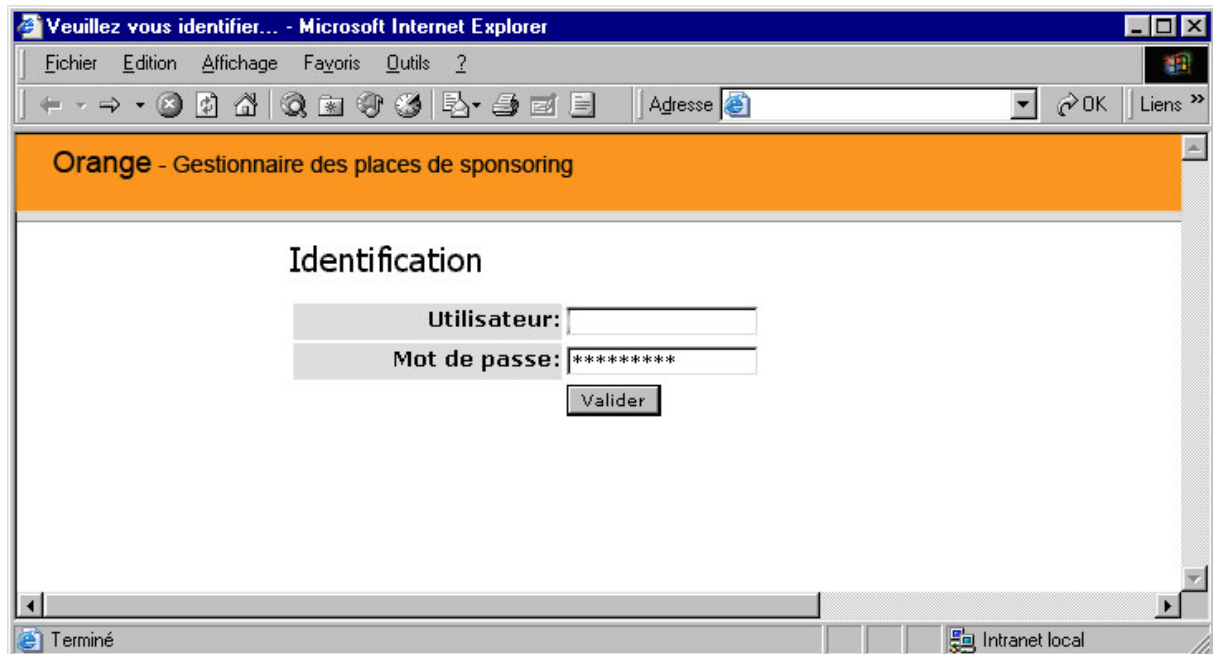 Veuillez vous identifier... - Microsoft Internet Explorer
Fichier Edition Affichage Favoris Outils ?
Adresse OK Liens »
Orange - Gestionnaire des places de sponsoring
Identification
Utilisateur:
Mot de passe: *********
Valider
Terminé Intranet local